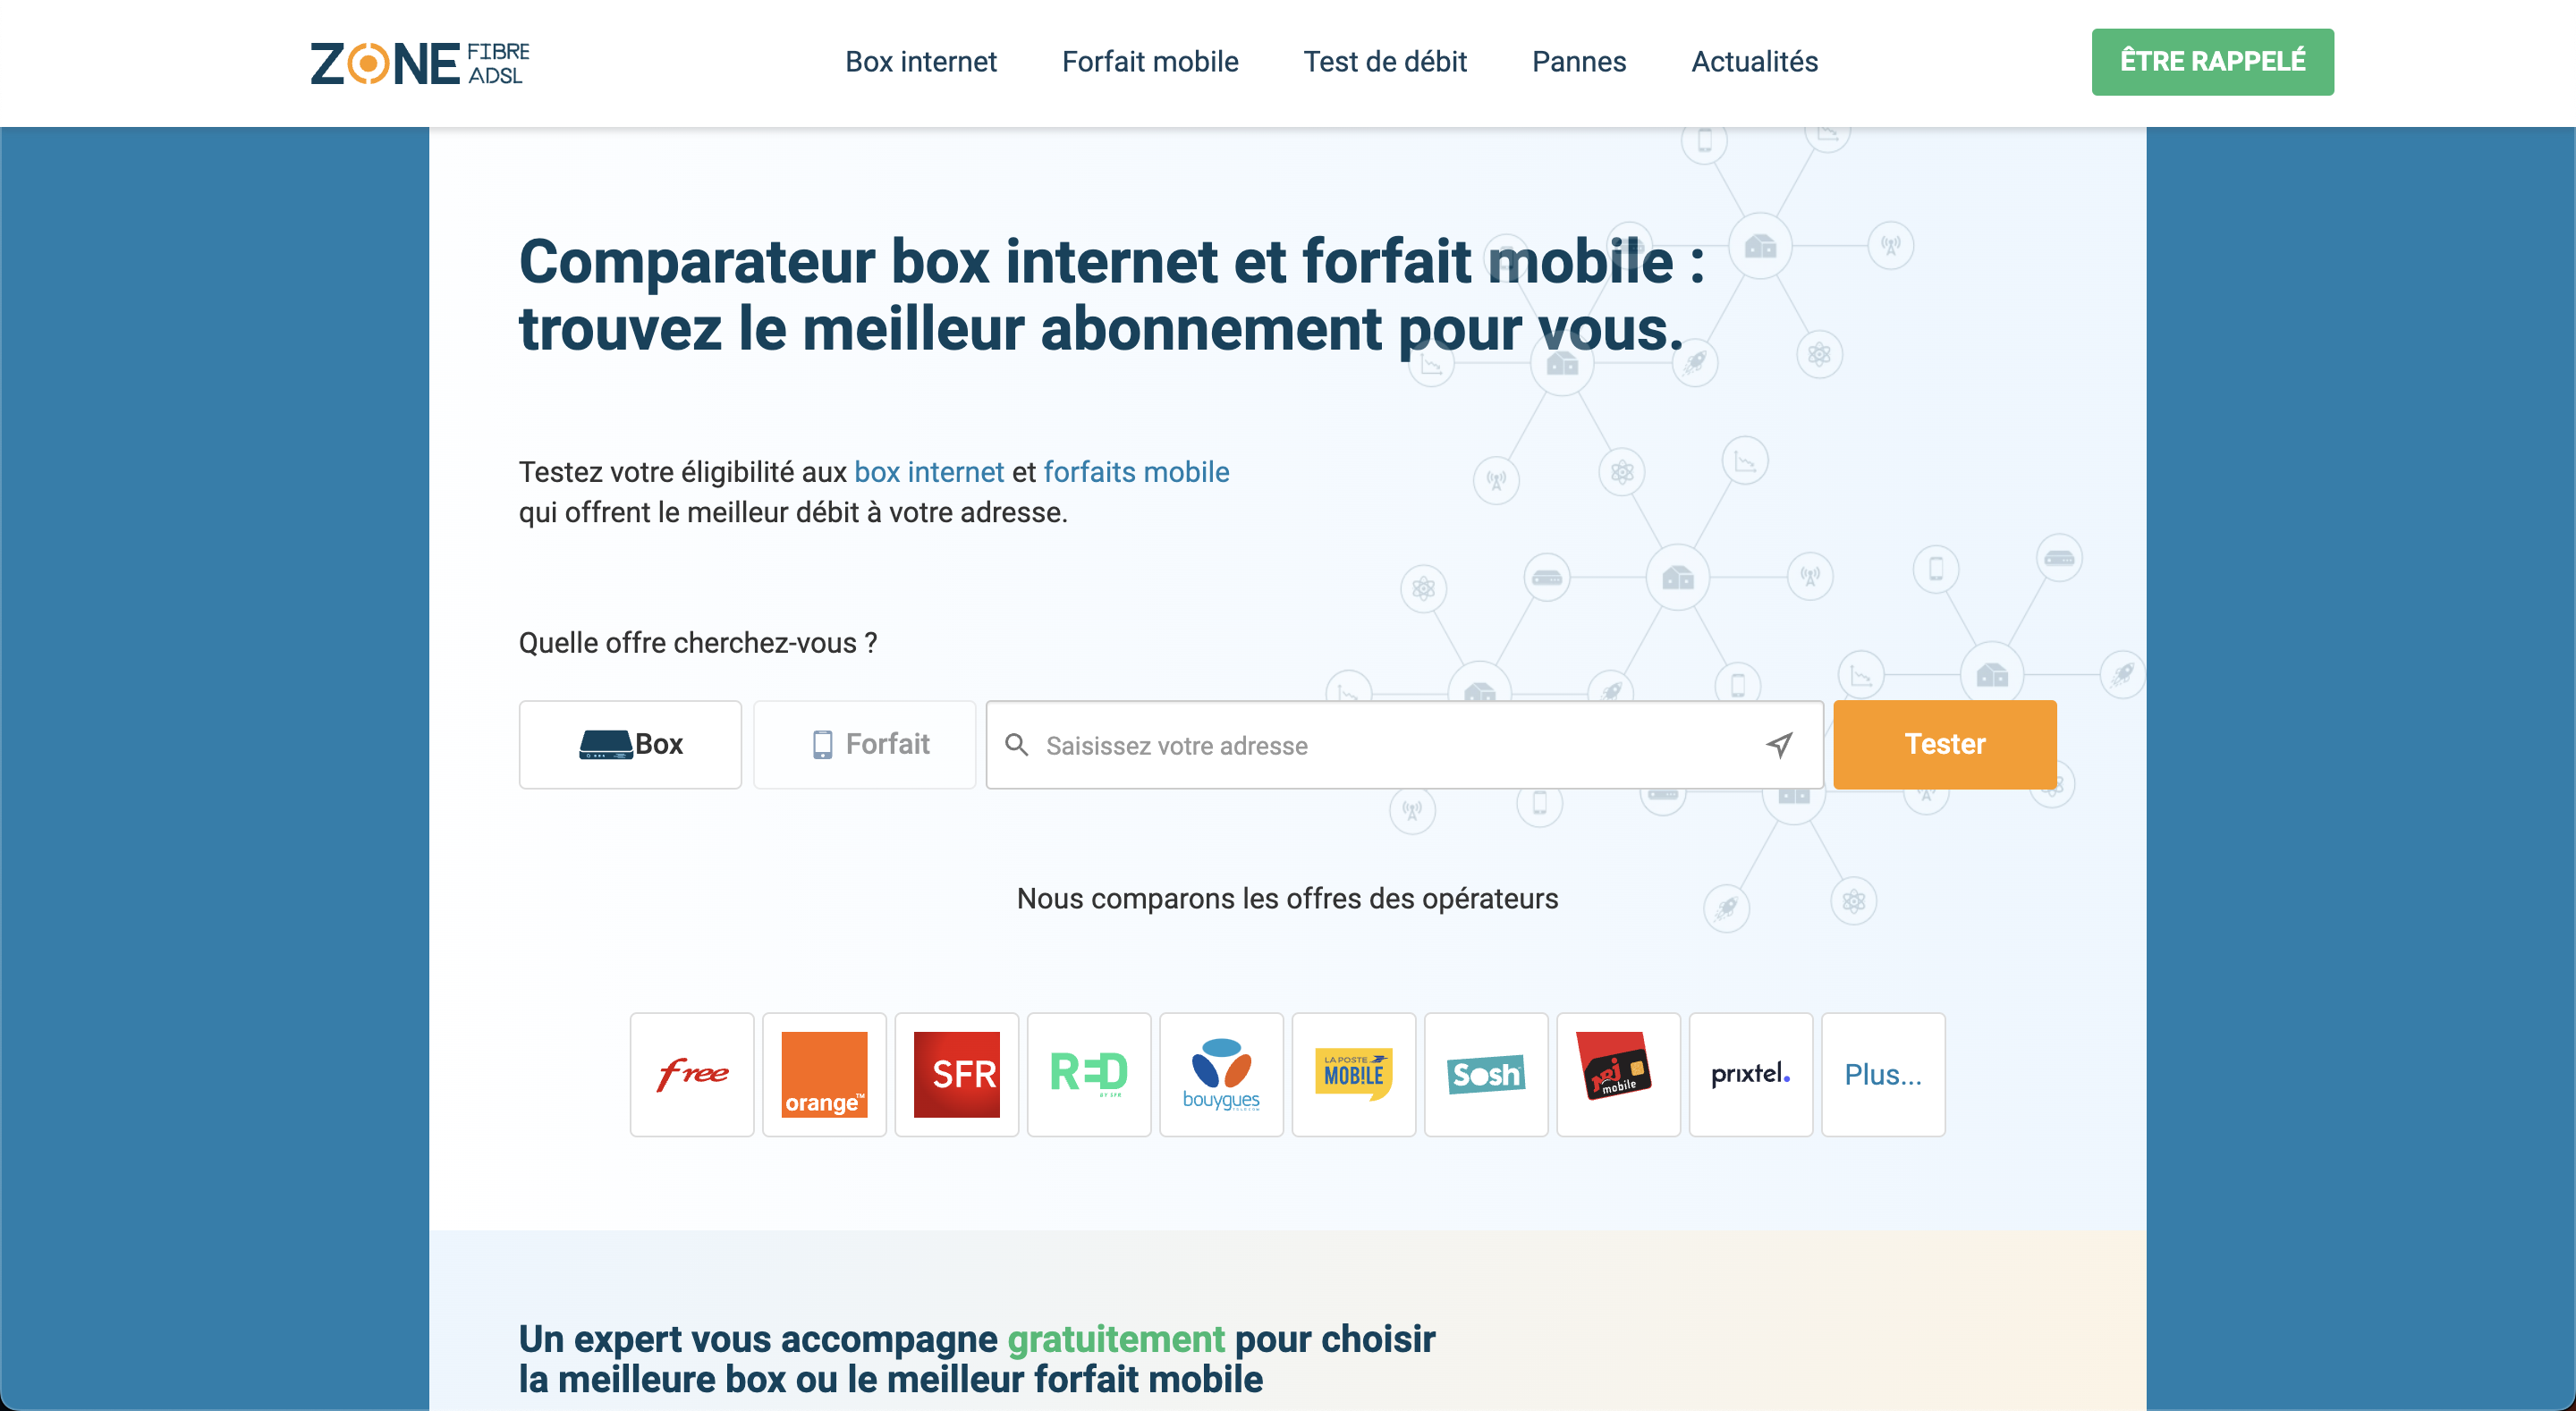 ZONE FIBRE ADSL
Box internet
Forfait mobile
Test de débit
Pannes
Actualités
ÊTRE RAPPELÉ
Comparateur box internet et forfait mobile :
trouvez le meilleur abonnement pour vous.
Testez votre éligibilité aux box internet et forfaits mobile
qui offrent le meilleur débit à votre adresse.
Quelle offre cherchez-vous ?
Box
Forfait
Saisissez votre adresse
Tester
Nous comparons les offres des opérateurs
free
orange™
SFR
RED
BY SFR
bouygues
TELECOM
LA POSTE
MOBILE
Sosh
NRJ
mobile
prixtel.
Plus...
Un expert vous accompagne gratuitement pour choisir
la meilleure box ou le meilleur forfait mobile